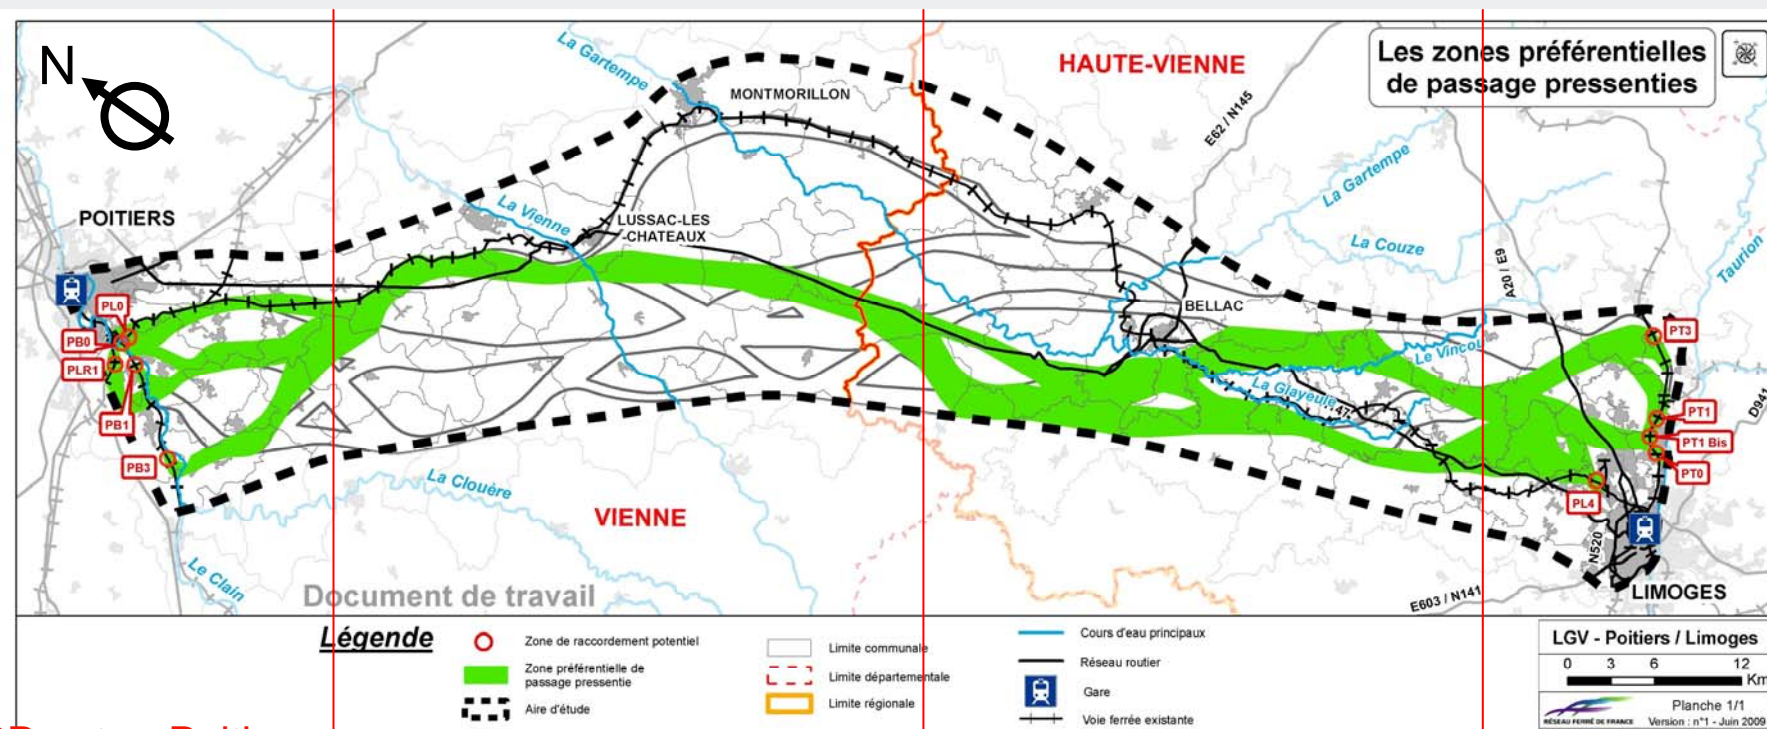 N
La Gartempe
MONTMORILLON
HAUTE-VIENNE
Les zones préférentielles
de passage pressenties
E62 / N145
La Gartempe
La Vienne
LUSSAC-LES
-CHATEAUX
POITIERS
La Couze
A20 / E9
Taurion
PL0
PB0
PLR1
PB1
PB3
BELLAC
Le Vincou
La Glayeule
47
PT3
D941
PT1
PT1 Bis
PT0
PL4
La Clouère
VIENNE
Le Clain
N520
Document de travail
E603 / N141
LIMOGES
Légende
Zone de raccordement potentiel
Zone préférentielle de
passage pressentie
Aire d'étude
Limite communale
Limite départementale
Limite régionale
Cours d'eau principaux
Réseau routier
Gare
Voie ferrée existante
LGV - Poitiers / Limoges
0 3 6 12
Km
RÉSEAU FERRÉ DE FRANCE
Planche 1/1
Version : n°1 - Juin 2009